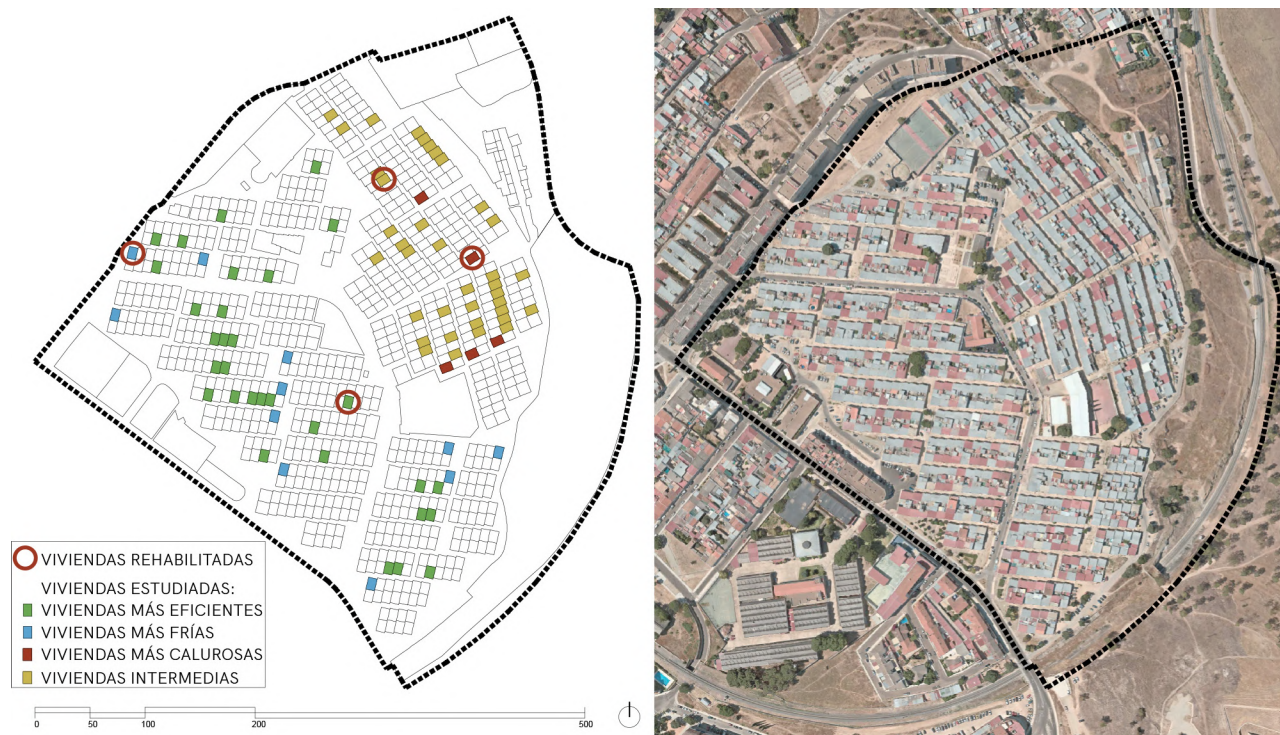 VIVIENDAS REHABILITADAS
VIVIENDAS ESTUDIADAS:
VIVIENDAS MÁS EFICIENTES
VIVIENDAS MÁS FRÍAS
VIVIENDAS MÁS CALUROSAS
VIVIENDAS INTERMEDIAS
0 50 100 200 500